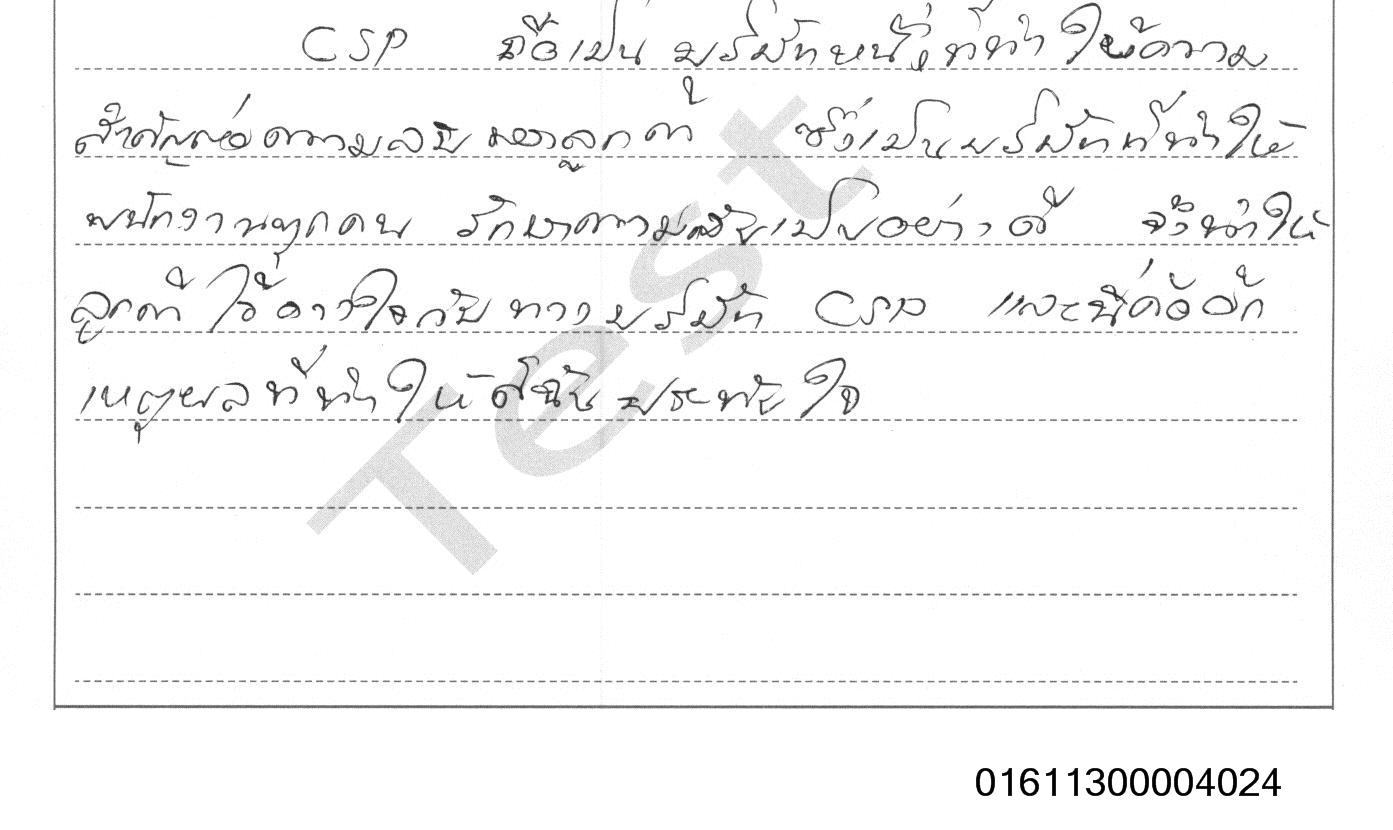 CSP ถือเป็นบริษัทหนึ่งที่ทำให้ความ
สำคัญต่อความลับของลูกค้า ซึ่งเป็นบริษัทที่ทำให้
พนักงานทุกคน รักษาความลับเป็นอย่างดี จึงทำให้
ลูกค้าไว้วางใจกับทางบริษัท CSP และนี่คืออีก
เหตุผลที่ทำให้ดิฉันประทับใจ
Test
01611300004024